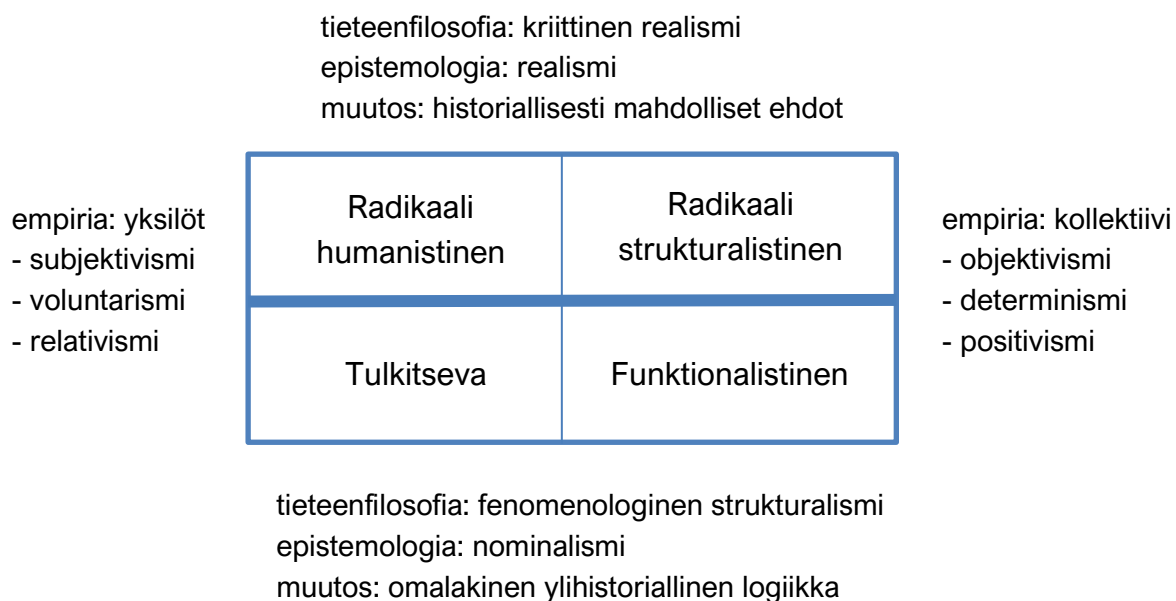 tieteenfilosofia: kriittinen realismi
epistemologia: realismi
muutos: historiallisesti mahdolliset ehdot
empiria: yksilöt
- subjektivismi
- voluntarismi
- relativismi
Radikaali
humanistinen
Radikaali
strukturalistinen
Tulkitseva
Funktionalistinen
empiria: kollektiivi
- objektivismi
- determinismi
- positivismi
tieteenfilosofia: fenomenologinen strukturalismi
epistemologia: nominalismi
muutos: omalakinen ylihistoriallinen logiikka